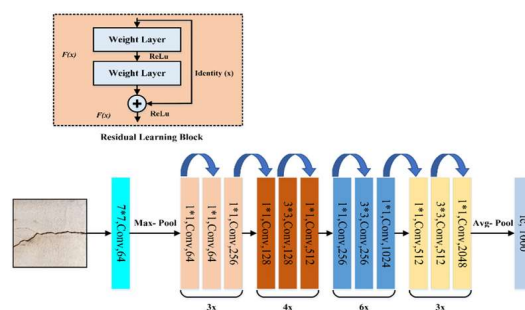 F(x)
Weight Layer
ReLu
Weight Layer
Identity (x)
F(x)
ReLu
Residual Learning Block
7*7,Conv,64
Max- Pool
1*1,Conv,64
1*1,Conv,64
1*1,Conv,256
1*1,Conv,128
3*3,Conv,128
1*1,Conv,512
1*1,Conv,256
3*3,Conv,256
1*1,Conv,1024
1*1,Conv,512
3*3,Conv,512
1*1,Conv,2048
Avg- Pool
fc,1000
3x
4x
6x
3x